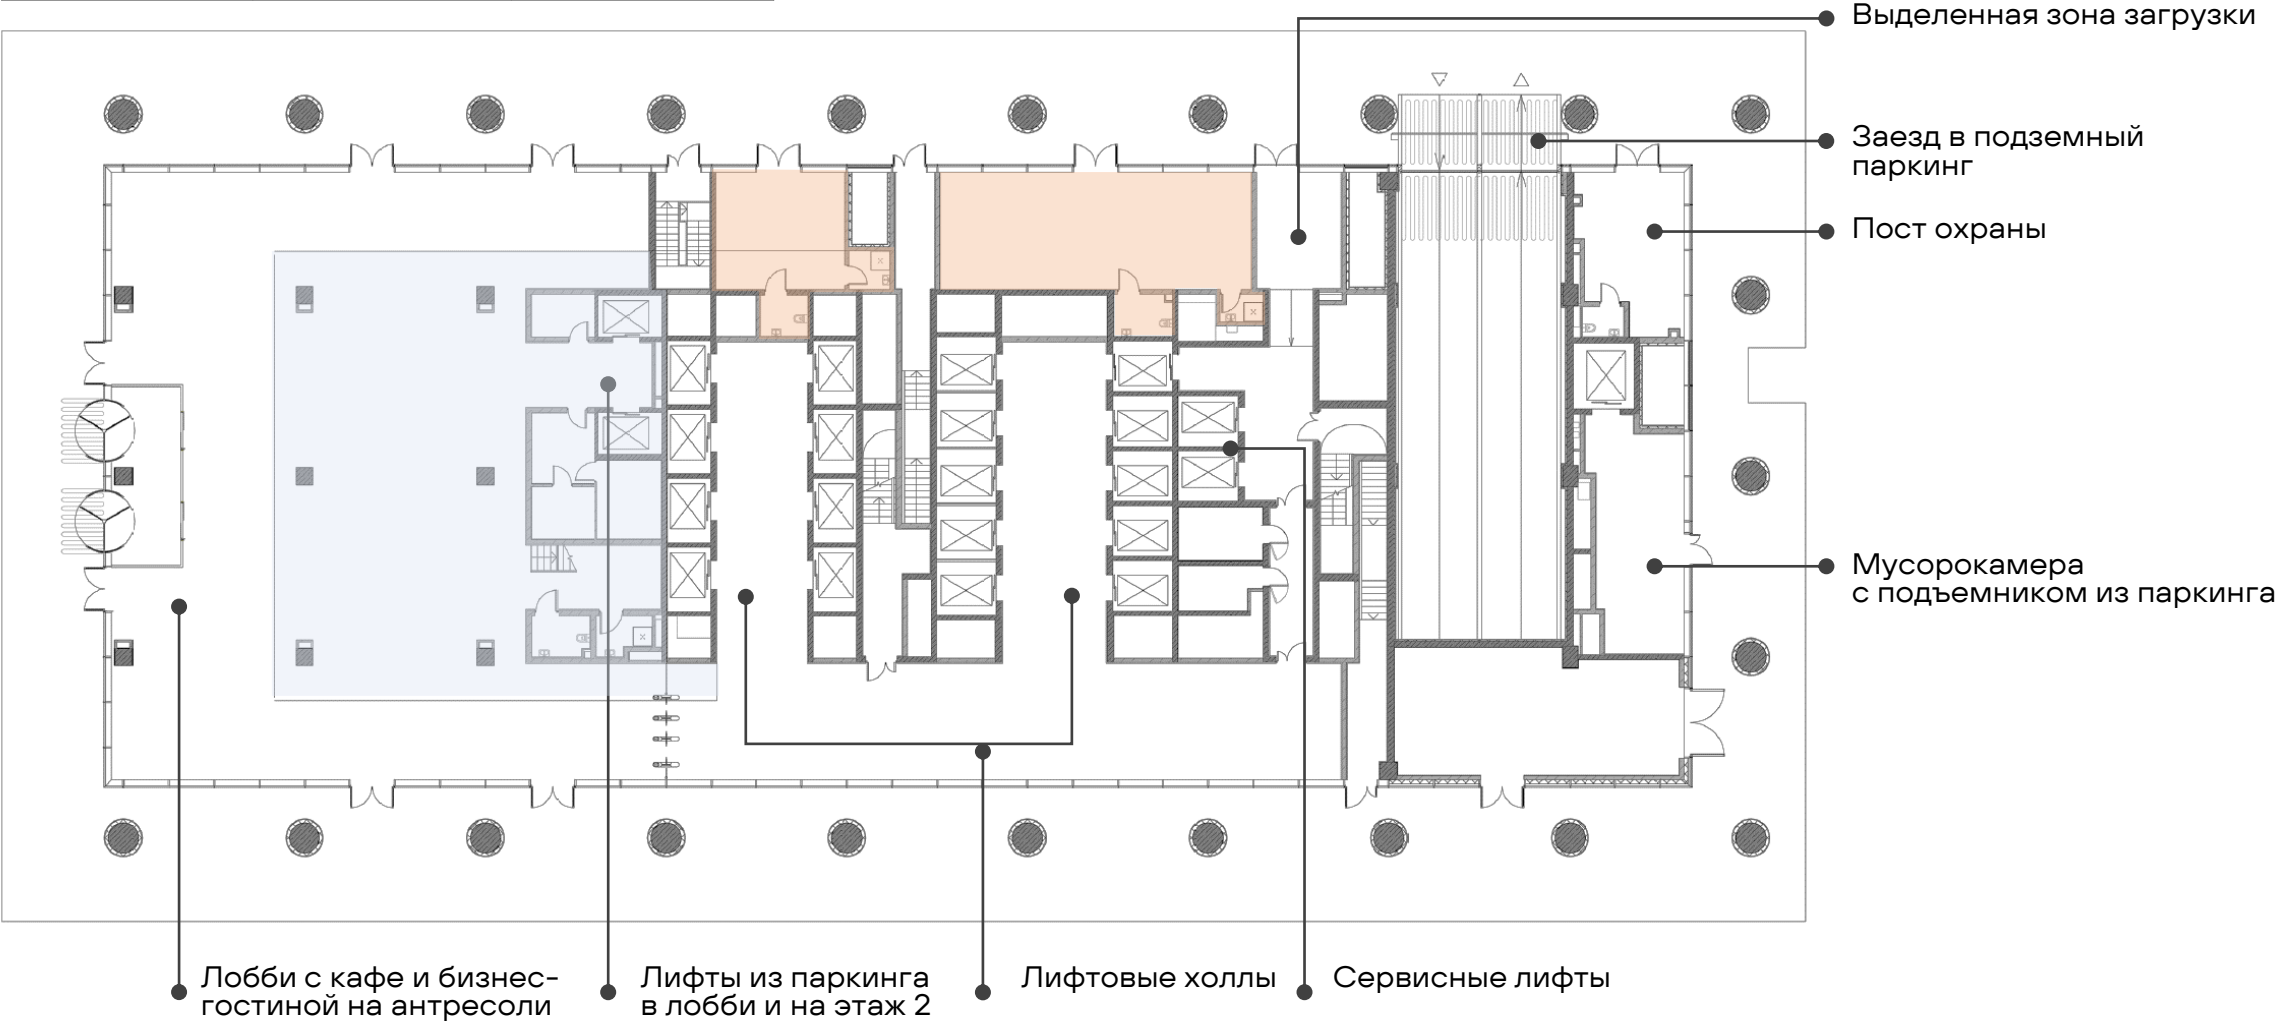 Выделенная зона загрузки
Заезд в подземный
паркинг
Пост охраны
Мусорокамера
с подъемником из паркинга
Лобби с кафе и бизнес-
гостиной на антресоли
Лифты из паркинга
в лобби и на этаж 2
Лифтовые холлы
Сервисные лифты